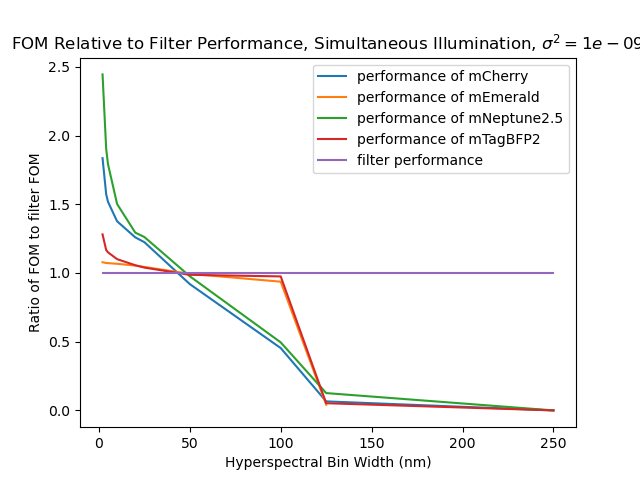 FOM Relative to Filter Performance, Simultaneous Illumination, σ² = 1e − 09
2.5
2.0
1.5
1.0
0.5
0.0
Ratio of FOM to filter FOM
performance of mCherry
performance of mEmerald
performance of mNeptune2.5
performance of mTagBFP2
filter performance
0 50 100 150 200 250
Hyperspectral Bin Width (nm)